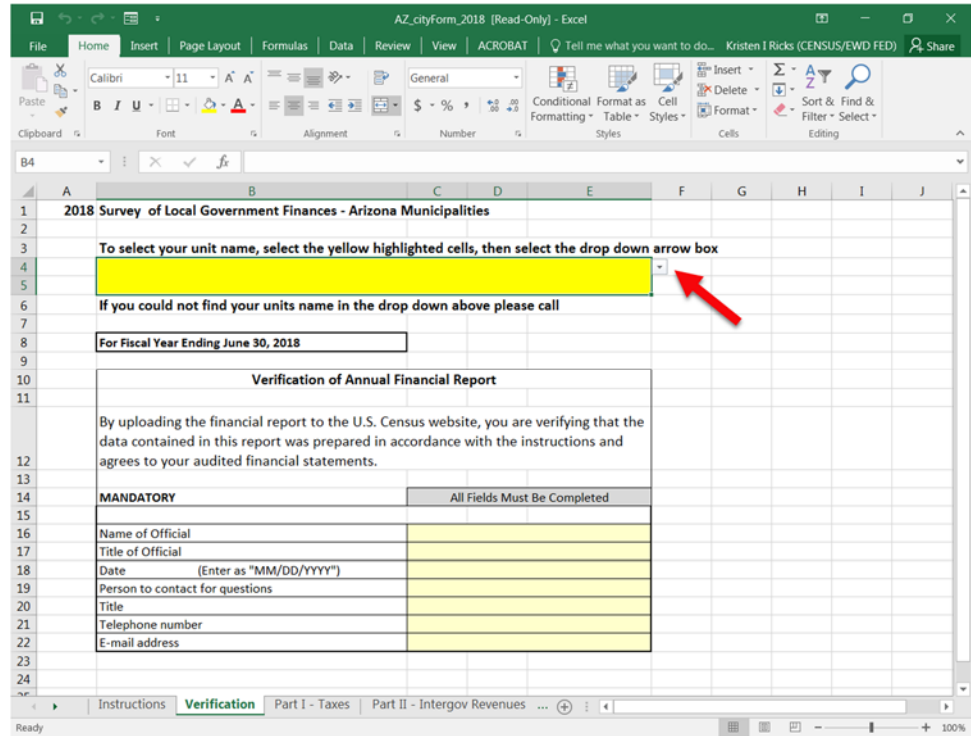 AZ_cityForm_2018 [Read-Only] - Excel
File Home Insert Page Layout Formulas Data Review View ACROBAT Tell me what you want to do... Kristen I Ricks (CENSUS/EWD FED) Share
Paste Calibri 11 A A General Conditional Formatting Format as Table Cell Styles Insert Delete Format Sort & Filter Find & Select
B I U A $ % ,
Clipboard Font Alignment Number Styles Cells Editing
B4 fx
A B C D E F G H I J
1 2018 Survey of Local Government Finances - Arizona Municipalities
2
3 To select your unit name, select the yellow highlighted cells, then select the drop down arrow box
4
5
6 If you could not find your units name in the drop down above please call
7
8 For Fiscal Year Ending June 30, 2018
9
10 Verification of Annual Financial Report
11
By uploading the financial report to the U.S. Census website, you are verifying that the
data contained in this report was prepared in accordance with the instructions and
12 agrees to your audited financial statements.
13
14 MANDATORY All Fields Must Be Completed
15
16 Name of Official
17 Title of Official
18 Date (Enter as "MM/DD/YYYY")
19 Person to contact for questions
20 Title
21 Telephone number
22 E-mail address
23
24
Instructions Verification Part I - Taxes Part II - Intergov Revenues ...
Ready 100%